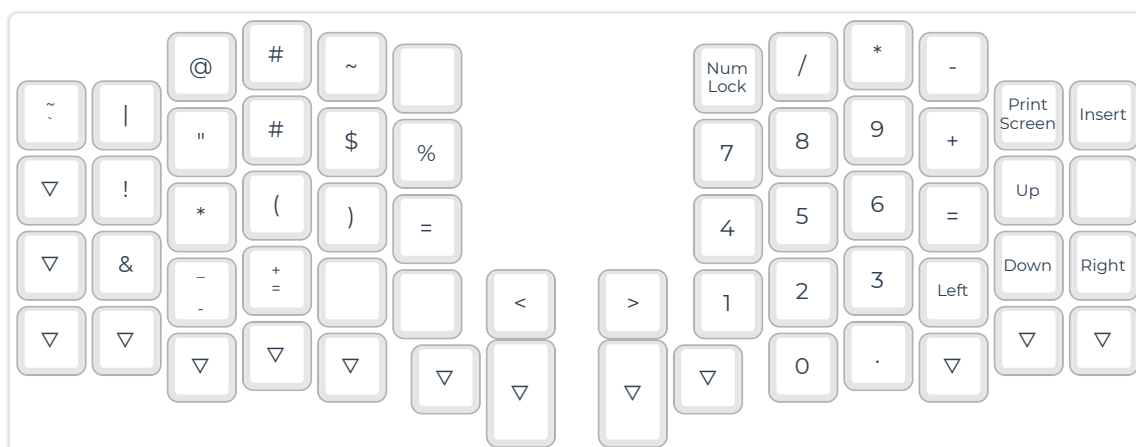 @ # ~
Num
Lock
/ * -
~
`
|
" # $ %
7 8 9 +
Print
Screen
Insert
▽ !
* ( ) =
4 5 6 =
Up
▽ &
_
-
+
=
< >
1 2 3 Left
Down Right
▽ ▽ ▽ ▽ ▽ ▽ ▽ ▽ ▽
0 . ▽ ▽ ▽